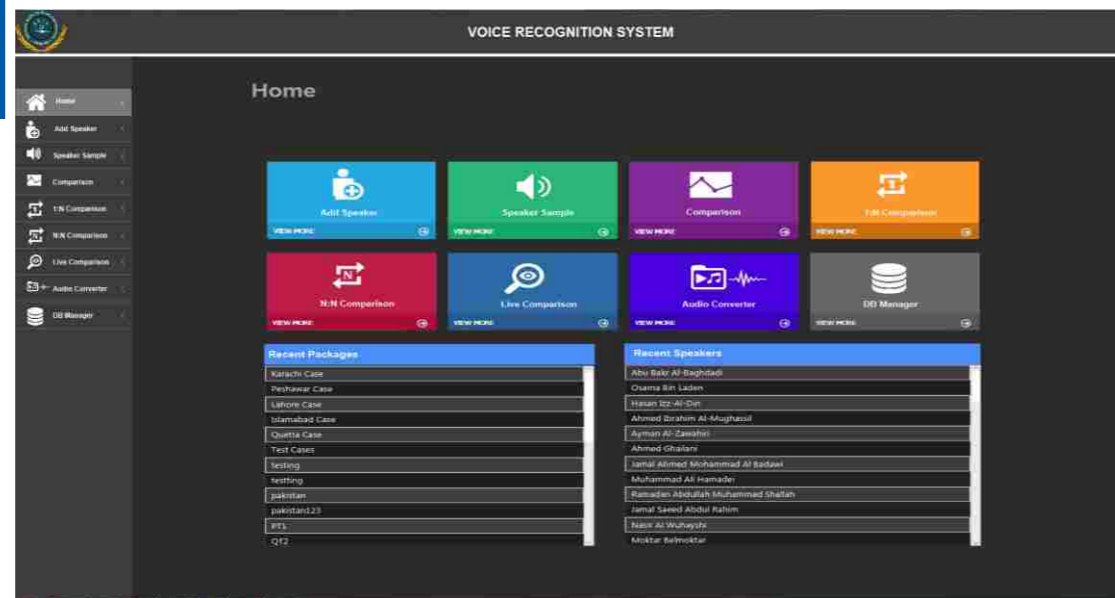 VOICE RECOGNITION SYSTEM
Home
Home
Add Speaker
Speaker Sample
Comparison
1:N Comparison
N:N Comparison
Live Comparison
Audio Converter
DB Manager
Add Speaker
VIEW MORE
Speaker Sample
VIEW MORE
Comparison
VIEW MORE
1:N Comparison
VIEW MORE
N:N Comparison
VIEW MORE
Live Comparison
VIEW MORE
Audio Converter
VIEW MORE
DB Manager
VIEW MORE
Recent Packages
Karachi Case
Peshawar Case
Lahore Case
Islamabad Case
Quetta Case
Test Cases
testing
testting
pakistan
pakistan123
PT1
QT2
Recent Speakers
Abu Bakr Al-Baghdadi
Osama Bin Laden
Hasan Izz-Al-Din
Ahmed Ibrahim Al-Mughassil
Ayman Al-Zawahiri
Ahmed Ghailani
Jamal Ahmed Mohammad Al Badawi
Muhammad Ali Hamadei
Ramadan Abdullah Muhammed Shallah
Jamal Saeed Abdul Rahim
Nasir Al Wuhayshi
Moktar Belmoktar